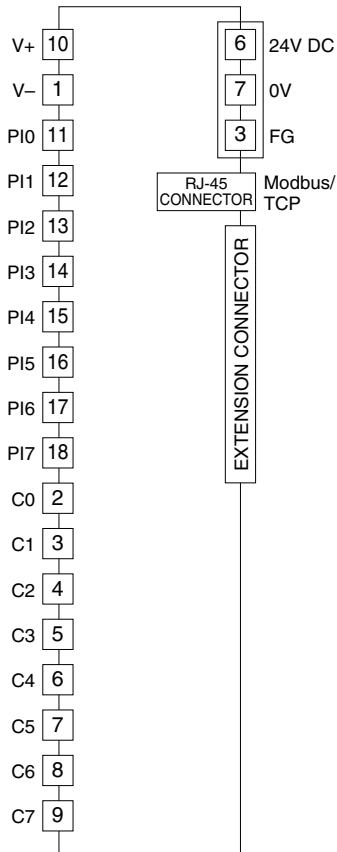 V+ 10
V– 1
PI0 11
PI1 12
PI2 13
PI3 14
PI4 15
PI5 16
PI6 17
PI7 18
C0 2
C1 3
C2 4
C3 5
C4 6
C5 7
C6 8
C7 9
6 24V DC
7 0V
3 FG
RJ-45
CONNECTOR
Modbus/
TCP
EXTENSION CONNECTOR